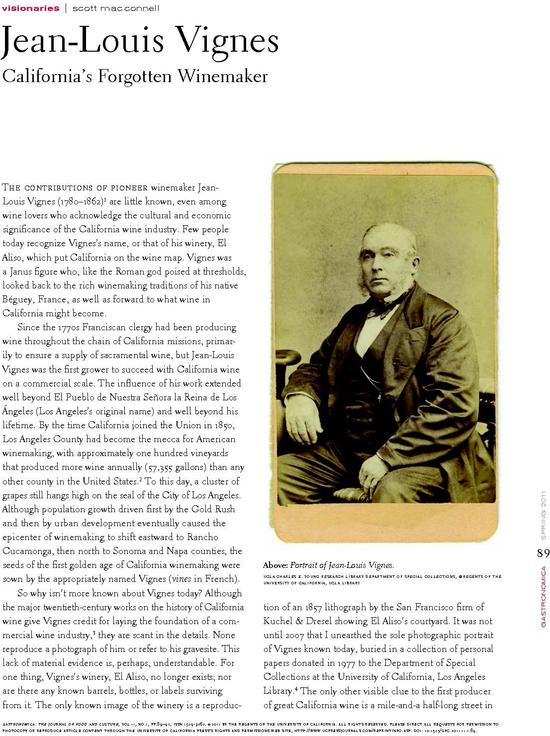 visionaries | scott macconnell
Jean-Louis Vignes
California's Forgotten Winemaker
The contributions of pioneer winemaker Jean-
Louis Vignes (1780–1862)¹ are little known, even among
wine lovers who acknowledge the cultural and economic
significance of the California wine industry. Few people
today recognize Vignes's name, or that of his winery, El
Aliso, which put California on the wine map. Vignes was
a Janus figure who, like the Roman god poised at thresholds,
looked back to the rich winemaking traditions of his native
Béguey, France, as well as forward to what wine in
California might become.
Since the 1770s Franciscan clergy had been producing
wine throughout the chain of California missions, primar-
ily to ensure a supply of sacramental wine, but Jean-Louis
Vignes was the first grower to succeed with California wine
on a commercial scale. The influence of his work extended
well beyond El Pueblo de Nuestra Señora la Reina de Los
Ángeles (Los Angeles's original name) and well beyond his
lifetime. By the time California joined the Union in 1850,
Los Angeles County had become the mecca for American
winemaking, with approximately one hundred vineyards
that produced more wine annually (57,355 gallons) than any
other county in the United States.² To this day, a cluster of
grapes still hangs high on the seal of the City of Los Angeles.
Although population growth driven first by the Gold Rush
and then by urban development eventually caused the
epicenter of winemaking to shift eastward to Rancho
Cucamonga, then north to Sonoma and Napa counties, the
seeds of the first golden age of California winemaking were
sown by the appropriately named Vignes (vines in French).
So why isn't more known about Vignes today? Although
the major twentieth-century works on the history of California
wine give Vignes credit for laying the foundation of a com-
mercial wine industry,³ they are scant in the details. None
reproduce a photograph of him or refer to his gravesite. This
lack of material evidence is, perhaps, understandable. For
one thing, Vignes's winery, El Aliso, no longer exists; nor
are there any known barrels, bottles, or labels surviving
from it. The only known image of the winery is a reproduc-
Above: Portrait of Jean-Louis Vignes.
UCLA CHARLES E. YOUNG RESEARCH LIBRARY DEPARTMENT OF SPECIAL COLLECTIONS, © REGENTS OF THE
UNIVERSITY OF CALIFORNIA, UCLA LIBRARY
tion of an 1857 lithograph by the San Francisco firm of
Kuchel & Dresel showing El Aliso's courtyard. It was not
until 2007 that I unearthed the sole photographic portrait
of Vignes known today, buried in a collection of personal
papers donated in 1977 to the Department of Special
Collections at the University of California, Los Angeles
Library.⁴ The only other visible clue to the first producer
of great California wine is a mile-and-a-half-long street in
SPRING 2011
89
GASTRONOMICA
GASTRONOMICA: THE JOURNAL OF FOOD AND CULTURE, VOL.11, NO.1, PP.89–92, ISSN 1529-3262. © 2011 BY THE REGENTS OF THE UNIVERSITY OF CALIFORNIA. ALL RIGHTS RESERVED. PLEASE DIRECT ALL REQUESTS FOR PERMISSION TO
PHOTOCOPY OR REPRODUCE ARTICLE CONTENT THROUGH THE UNIVERSITY OF CALIFORNIA PRESS'S RIGHTS AND PERMISSIONS WEB SITE, HTTP://WWW.UCPRESSJOURNALS.COM/REPRINTINFO.ASP. DOI: 10.1525/GFC.2011.11.1.89.